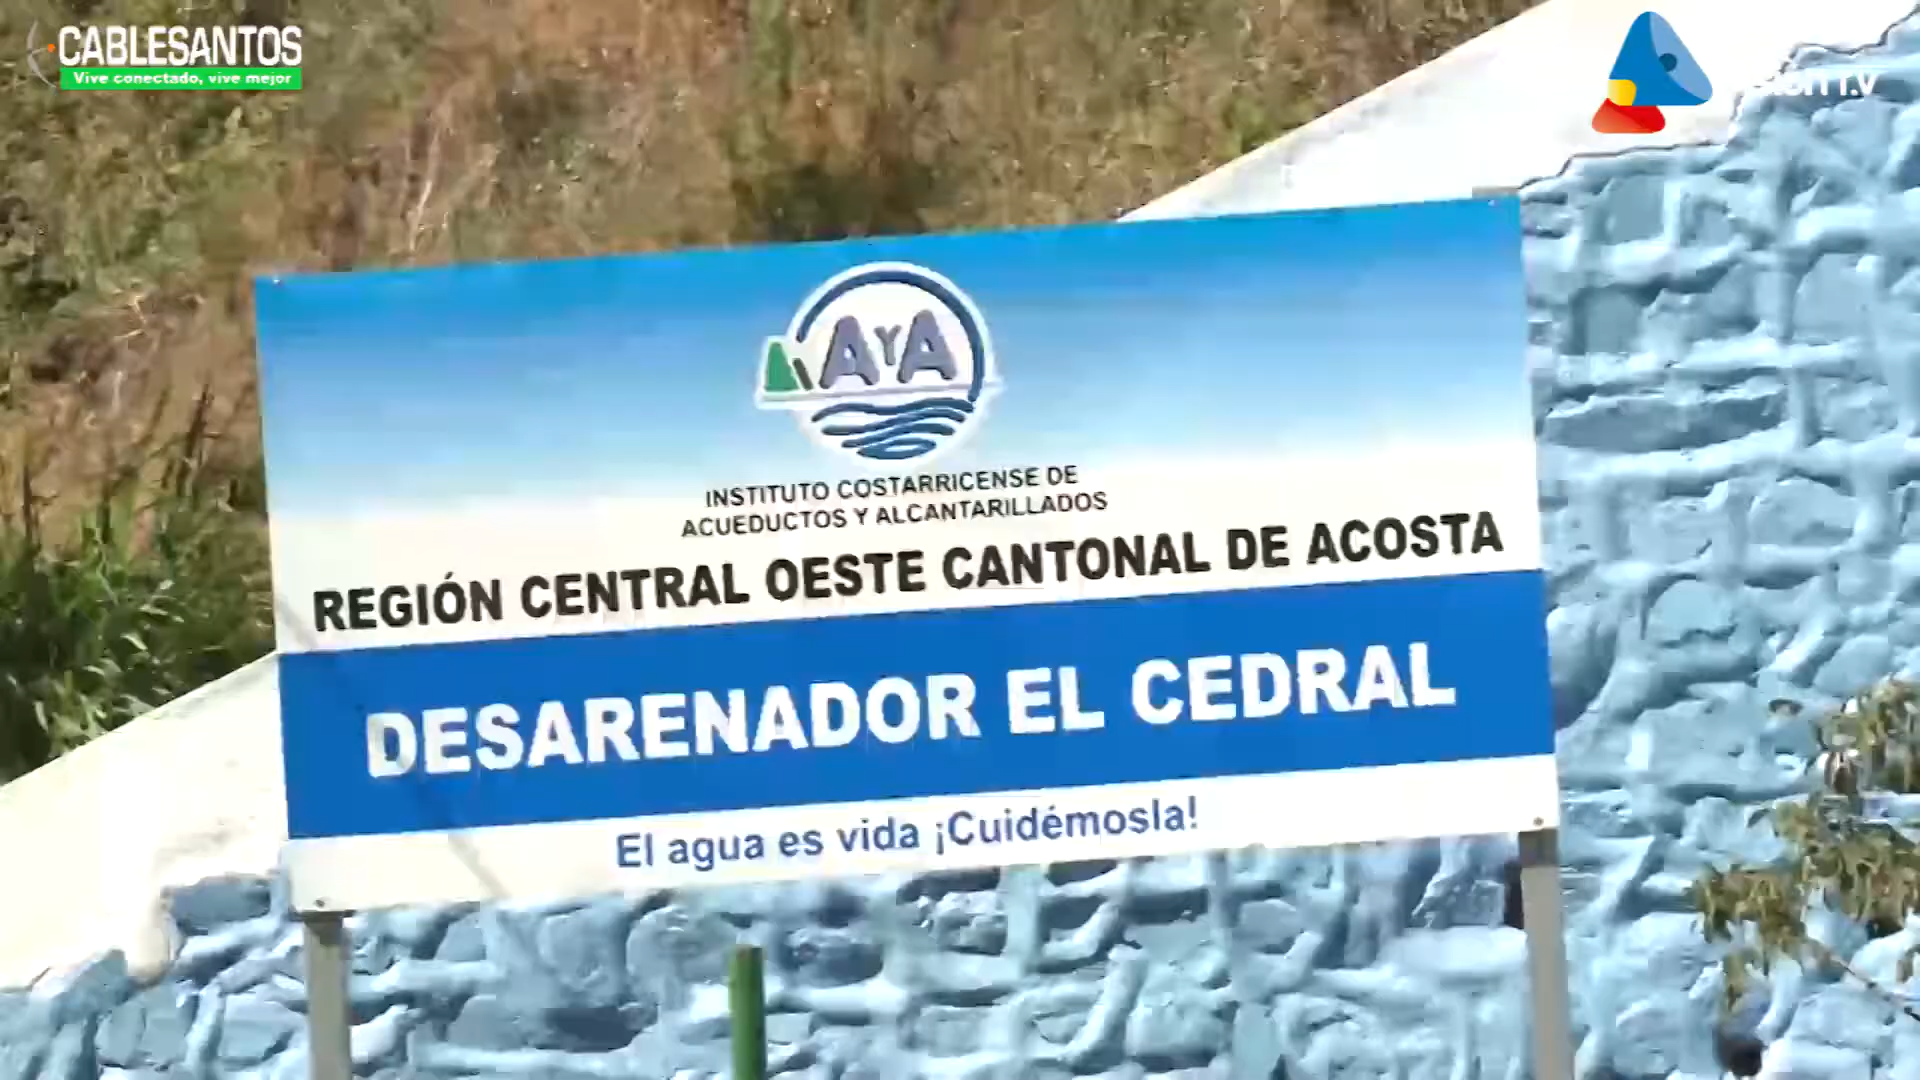 CABLESANTOS
Vive conectado, vive mejor
AYA
INSTITUTO COSTARRICENSE DE
ACUEDUCTOS Y ALCANTARILLADOS
REGIÓN CENTRAL OESTE CANTONAL DE ACOSTA
DESARENADOR EL CEDRAL
El agua es vida ¡Cuidémosla!